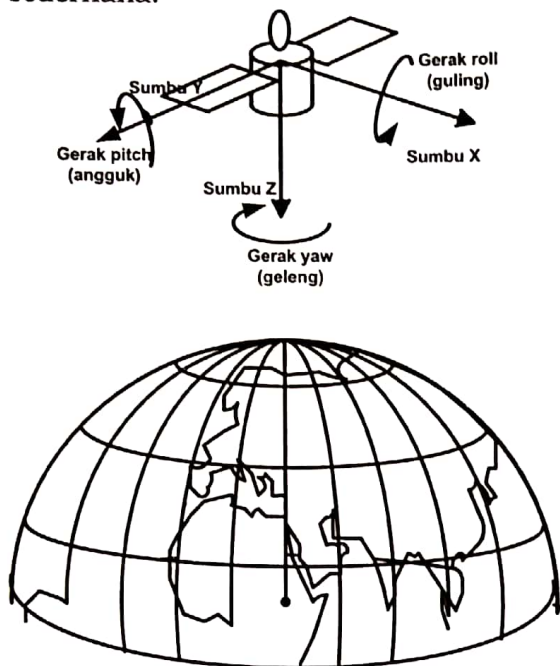 Gerak roll
(guling)
Sumbu Y
Gerak pitch
(angguk)
Sumbu X
Sumbu Z
Gerak yaw
(geleng)